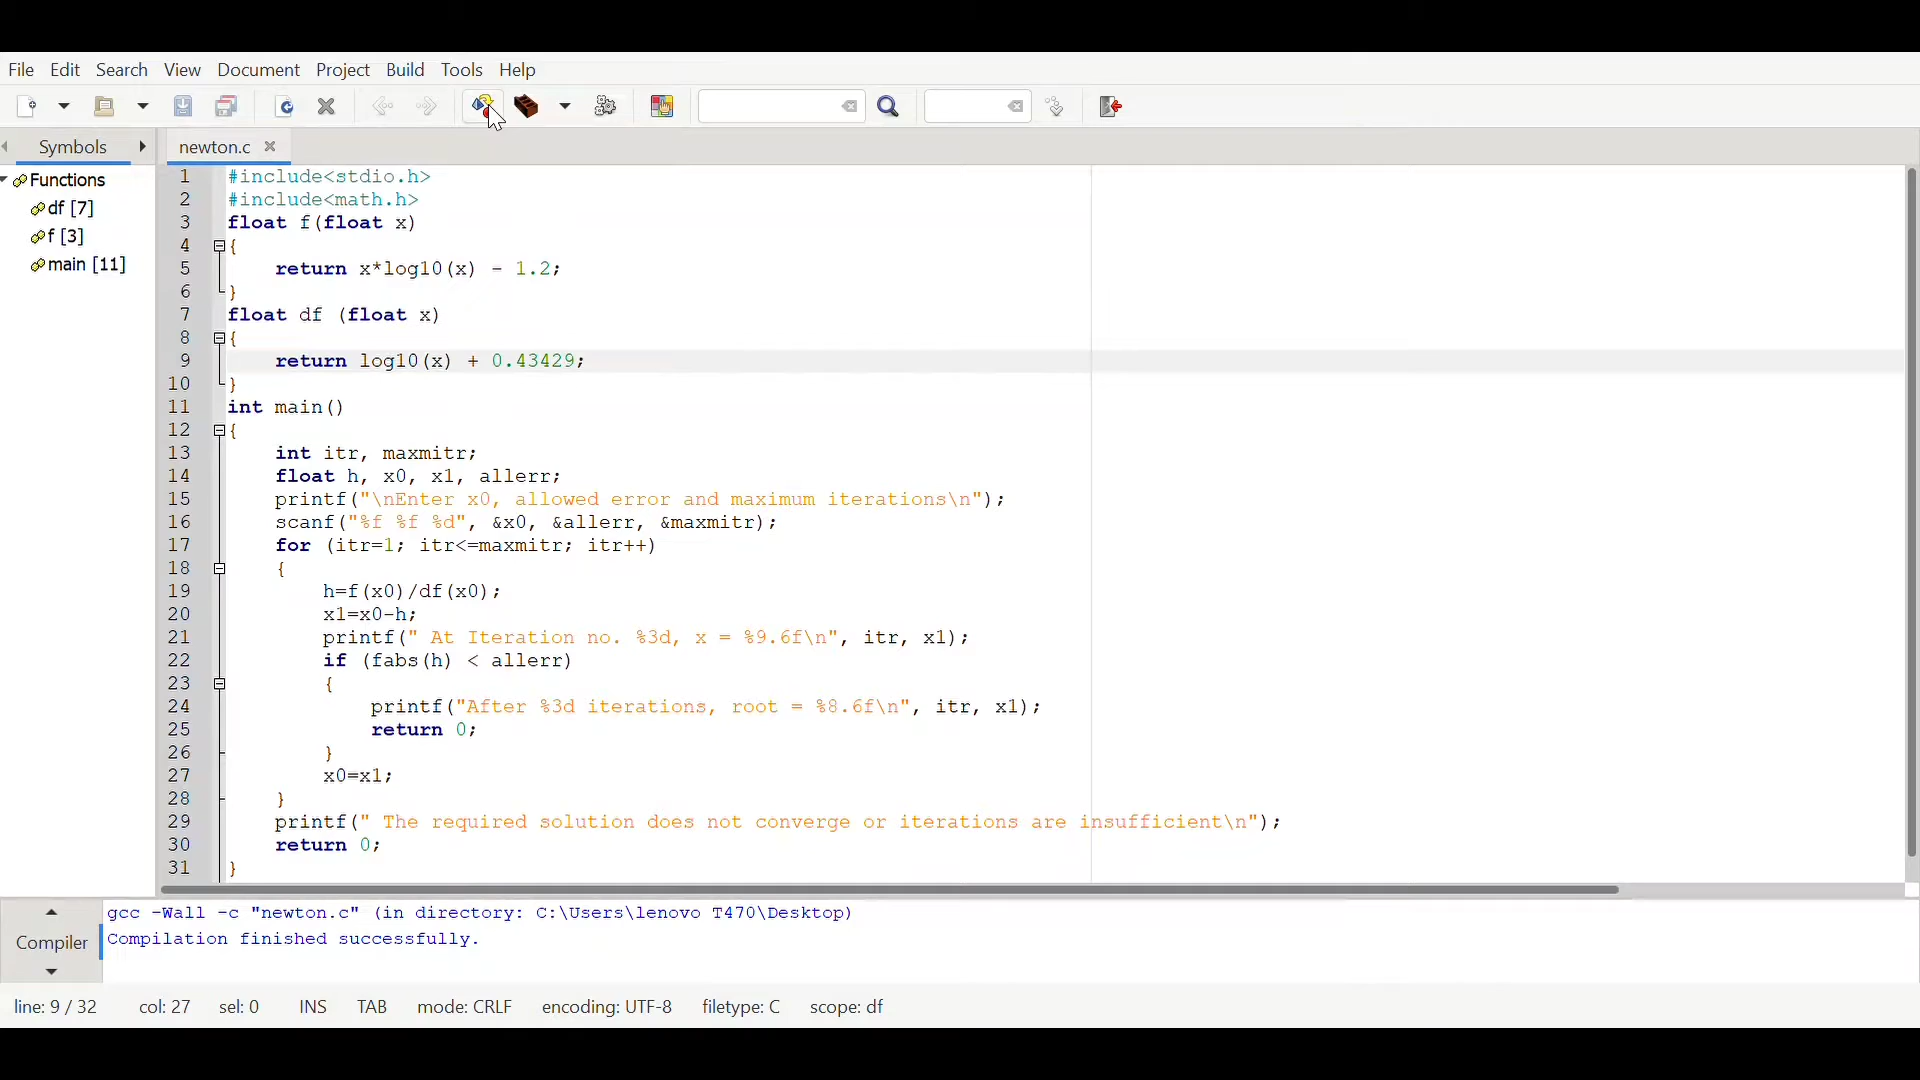 File Edit Search View Document Project Build Tools Help
Symbols
newton.c
Functions
df [7]
f [3]
main [11]
1 #include<stdio.h>
2 #include<math.h>
3 float f(float x)
4 {
5 return x*log10(x) - 1.2;
6 }
7 float df (float x)
8 {
9 return log10(x) + 0.43429;
10 }
11 int main()
12 {
13 int itr, maxmitr;
14 float h, x0, x1, allerr;
15 printf("\nEnter x0, allowed error and maximum iterations\n");
16 scanf("%f %f %d", &x0, &allerr, &maxmitr);
17 for (itr=1; itr<=maxmitr; itr++)
18 {
19 h=f(x0)/df(x0);
20 x1=x0-h;
21 printf(" At Iteration no. %3d, x = %9.6f\n", itr, x1);
22 if (fabs(h) < allerr)
23 {
24 printf("After %3d iterations, root = %8.6f\n", itr, x1);
25 return 0;
26 }
27 x0=x1;
28 }
29 printf(" The required solution does not converge or iterations are insufficient\n");
30 return 0;
31 }
Compiler
gcc -Wall -c "newton.c" (in directory: C:\Users\lenovo T470\Desktop)
Compilation finished successfully.
line: 9 / 32 col: 27 sel: 0 INS TAB mode: CRLF encoding: UTF-8 filetype: C scope: df